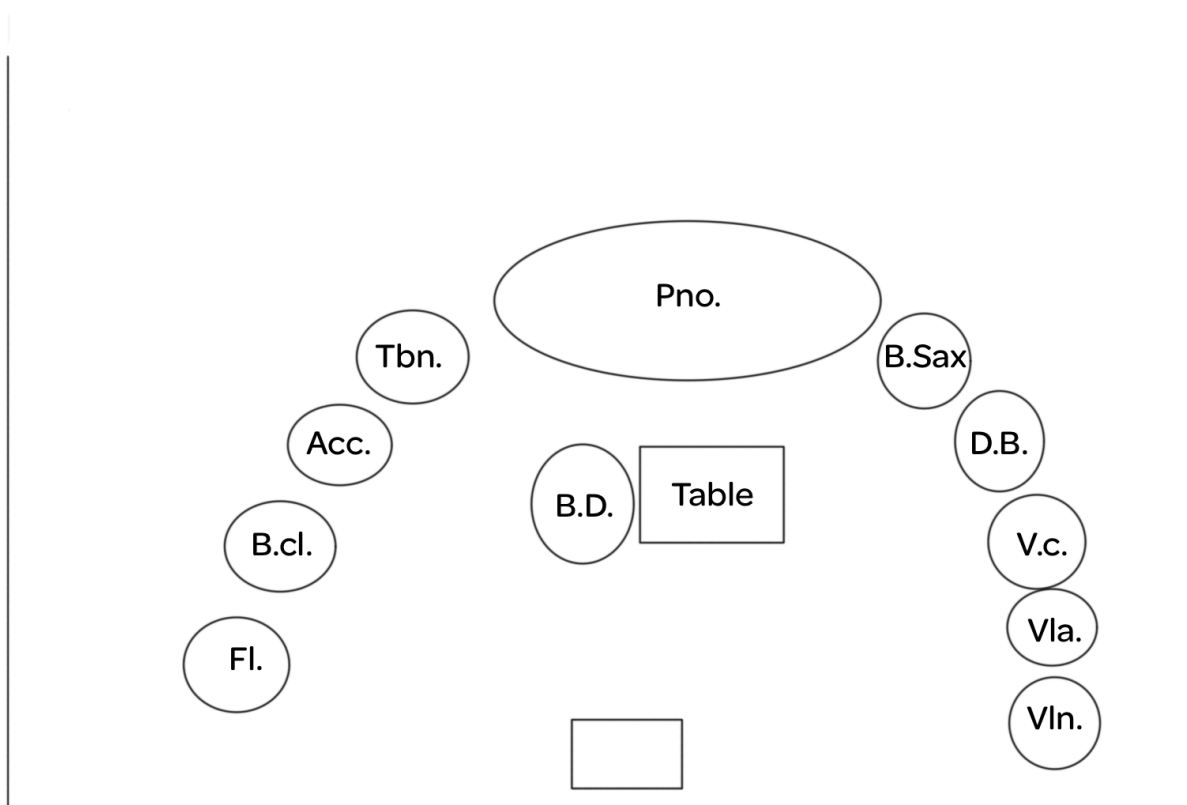 Pno.
Tbn.
B.Sax
Acc.
D.B.
B.D.
Table
B.cl.
V.c.
Vla.
Fl.
Vln.